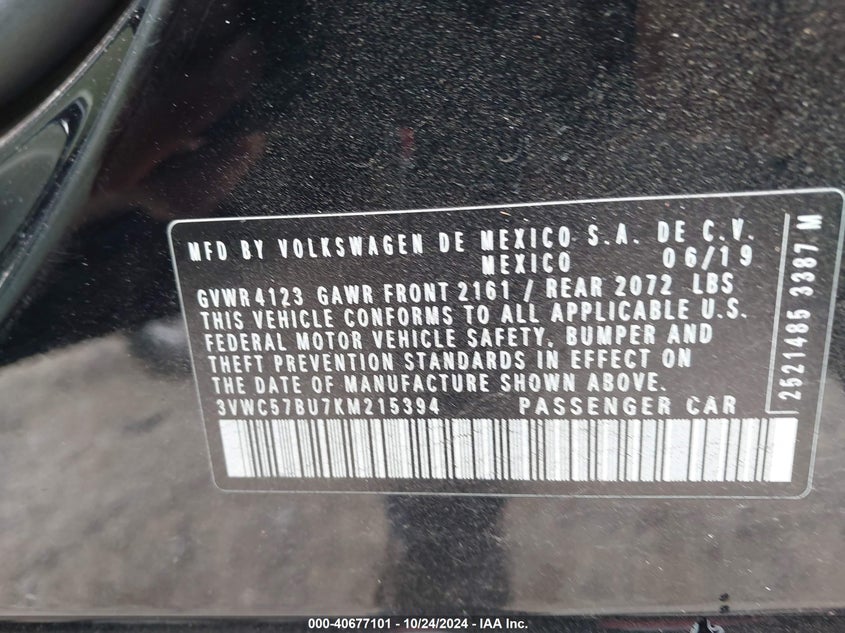 MFD BY VOLKSWAGEN DE MEXICO S.A. DE C.V.
MEXICO 06/19
GVWR 4123 GAWR FRONT 2161 / REAR 2072 LBS
THIS VEHICLE CONFORMS TO ALL APPLICABLE U.S.
FEDERAL MOTOR VEHICLE SAFETY, BUMPER AND
THEFT PREVENTION STANDARDS IN EFFECT ON
THE DATE OF MANUFACTURE SHOWN ABOVE.
3VWC57BU7KM215394 PASSENGER CAR
2521485 3387 M
000-40677101 - 10/24/2024 - IAA Inc.